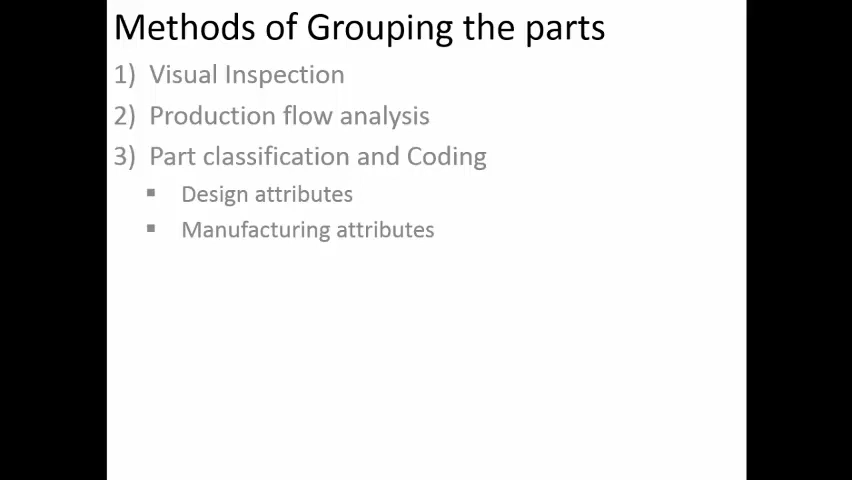 Methods of Grouping the parts
1) Visual Inspection
2) Production flow analysis
3) Part classification and Coding
▪ Design attributes
▪ Manufacturing attributes